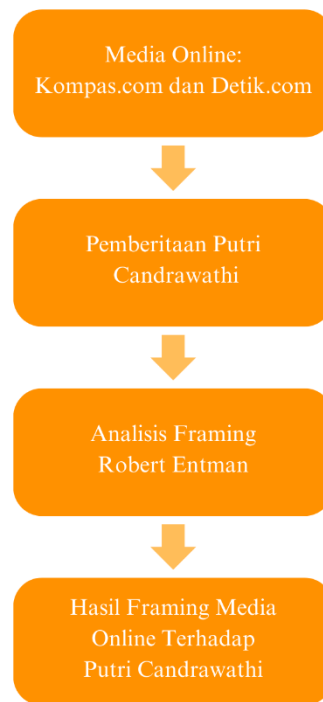 Media Online:
Kompas.com dan Detik.com
Pemberitaan Putri
Candrawathi
Analisis Framing
Robert Entman
Hasil Framing Media
Online Terhadap
Putri Candrawathi